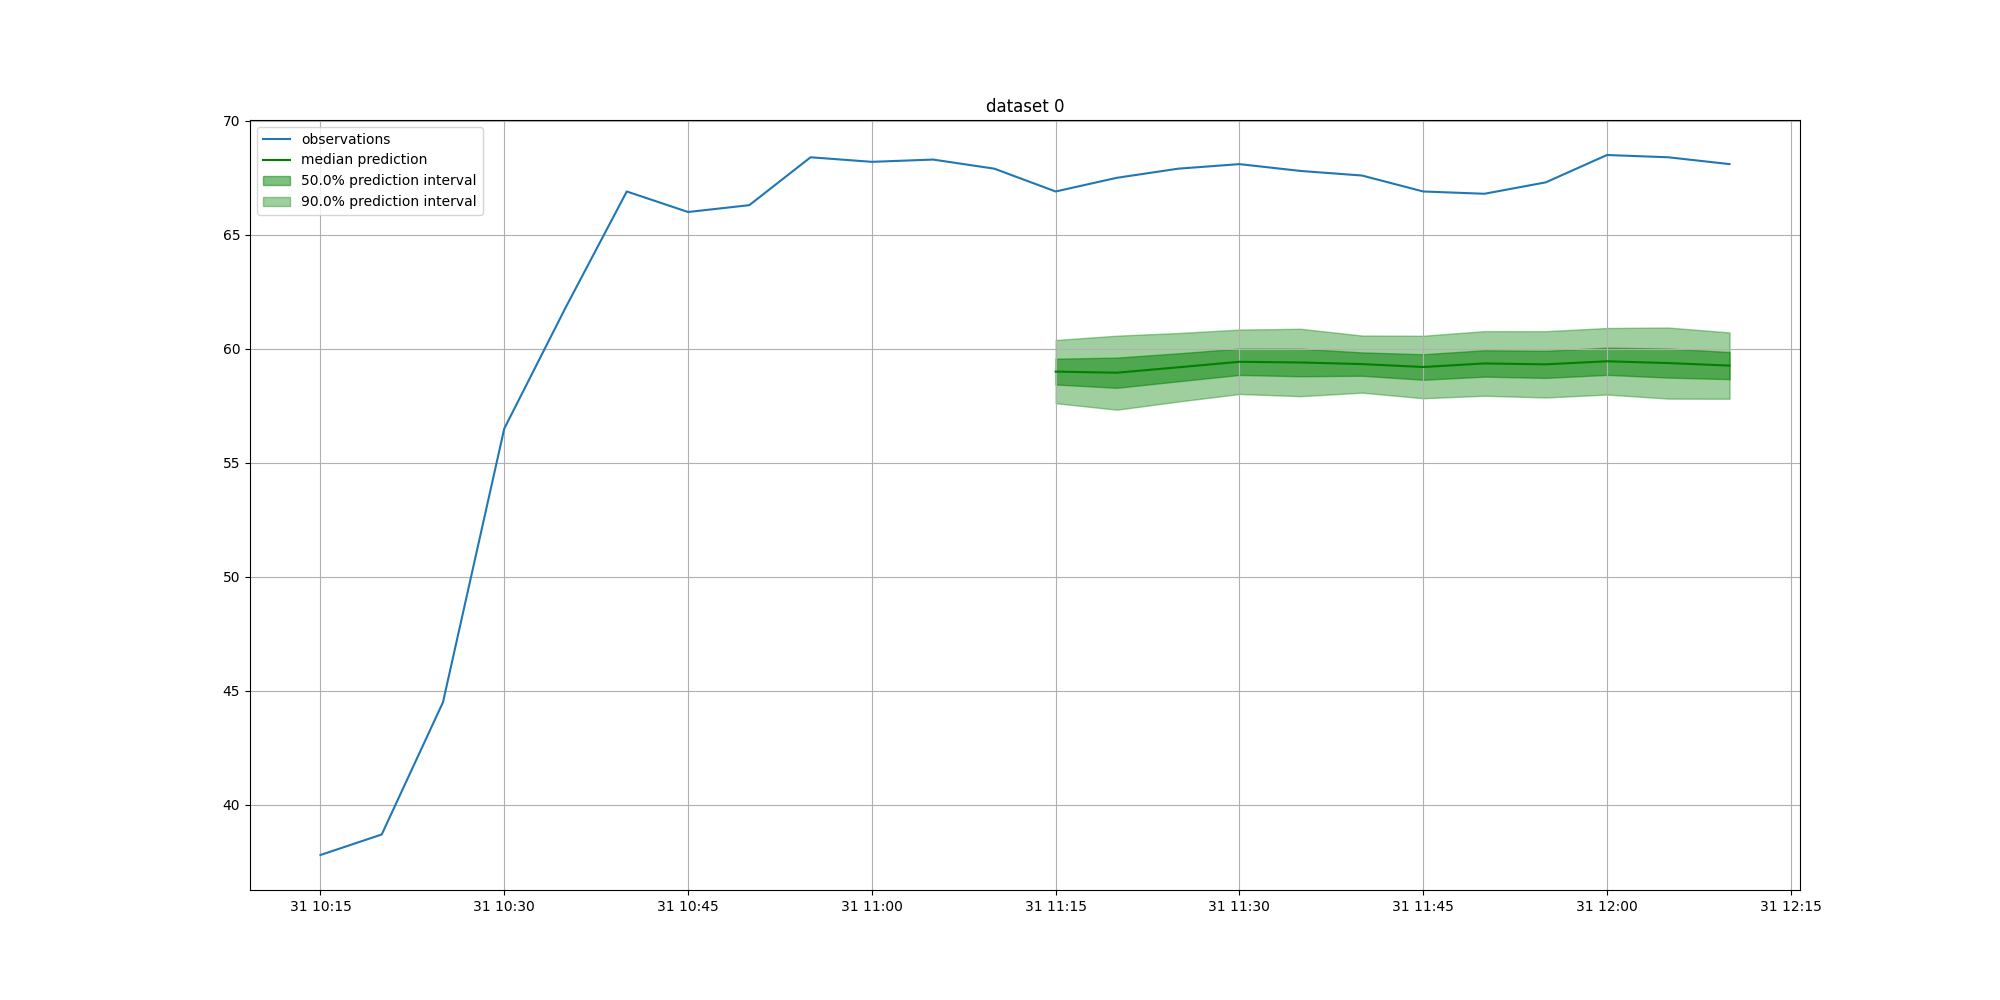 dataset 0
70
observations
median prediction
50.0% prediction interval
90.0% prediction interval
65
60
55
50
45
40
31 10:15 31 10:30 31 10:45 31 11:00 31 11:15 31 11:30 31 11:45 31 12:00 31 12:15